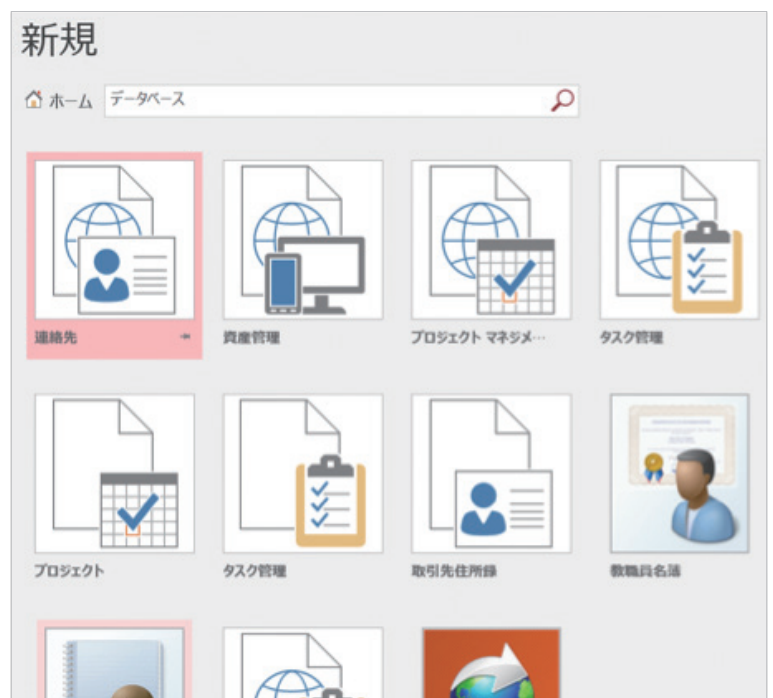 新規
ホーム
データベース
連絡先
資産管理
プロジェクト マネジメ…
タスク管理
プロジェクト
タスク管理
取引先住所録
教職員名簿